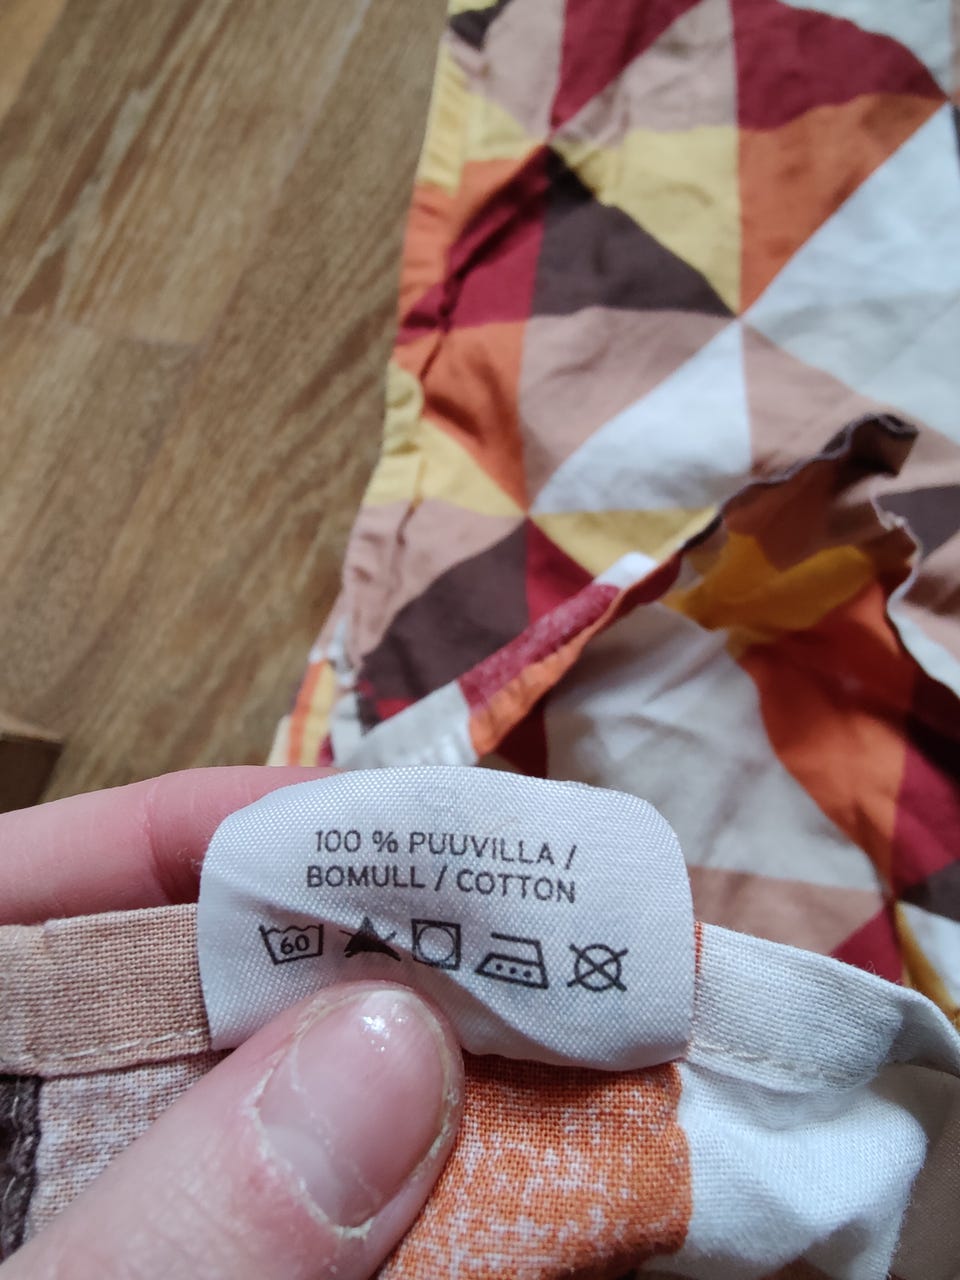 100 % PUUVILLA /
BOMULL / COTTON
60